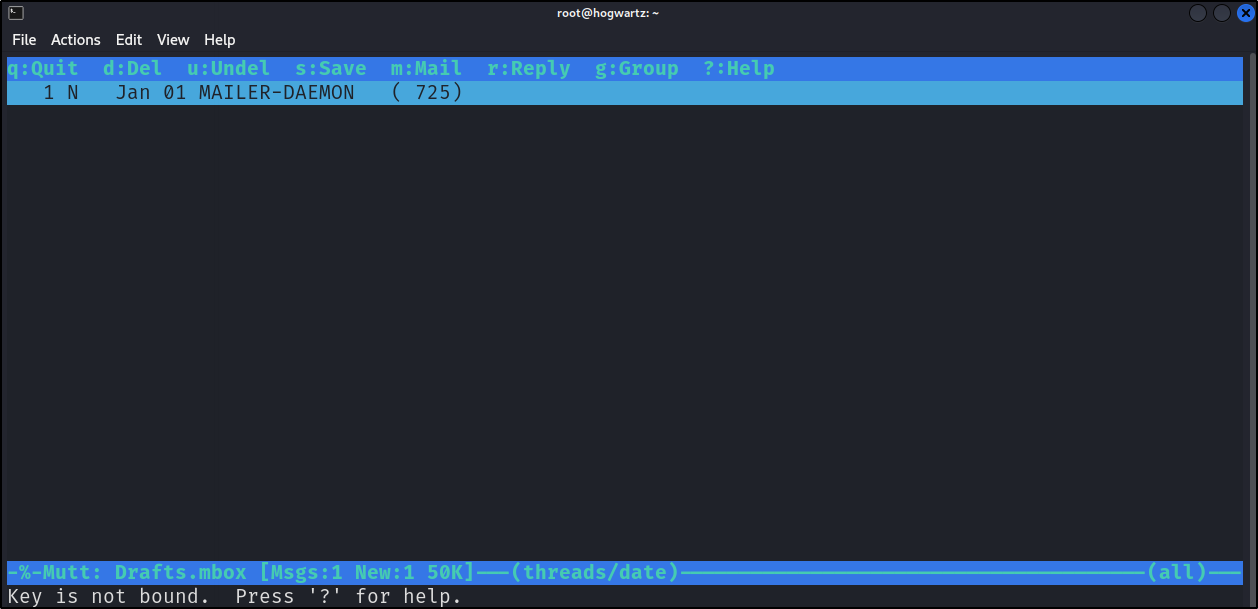 root@hogwartz: ~
File Actions Edit View Help
q:Quit d:Del u:Undel s:Save m:Mail r:Reply g:Group ?:Help
1 N Jan 01 MAILER-DAEMON ( 725)
-%-Mutt: Drafts.mbox [Msgs:1 New:1 50K]───(threads/date)───(all)───
Key is not bound. Press '?' for help.